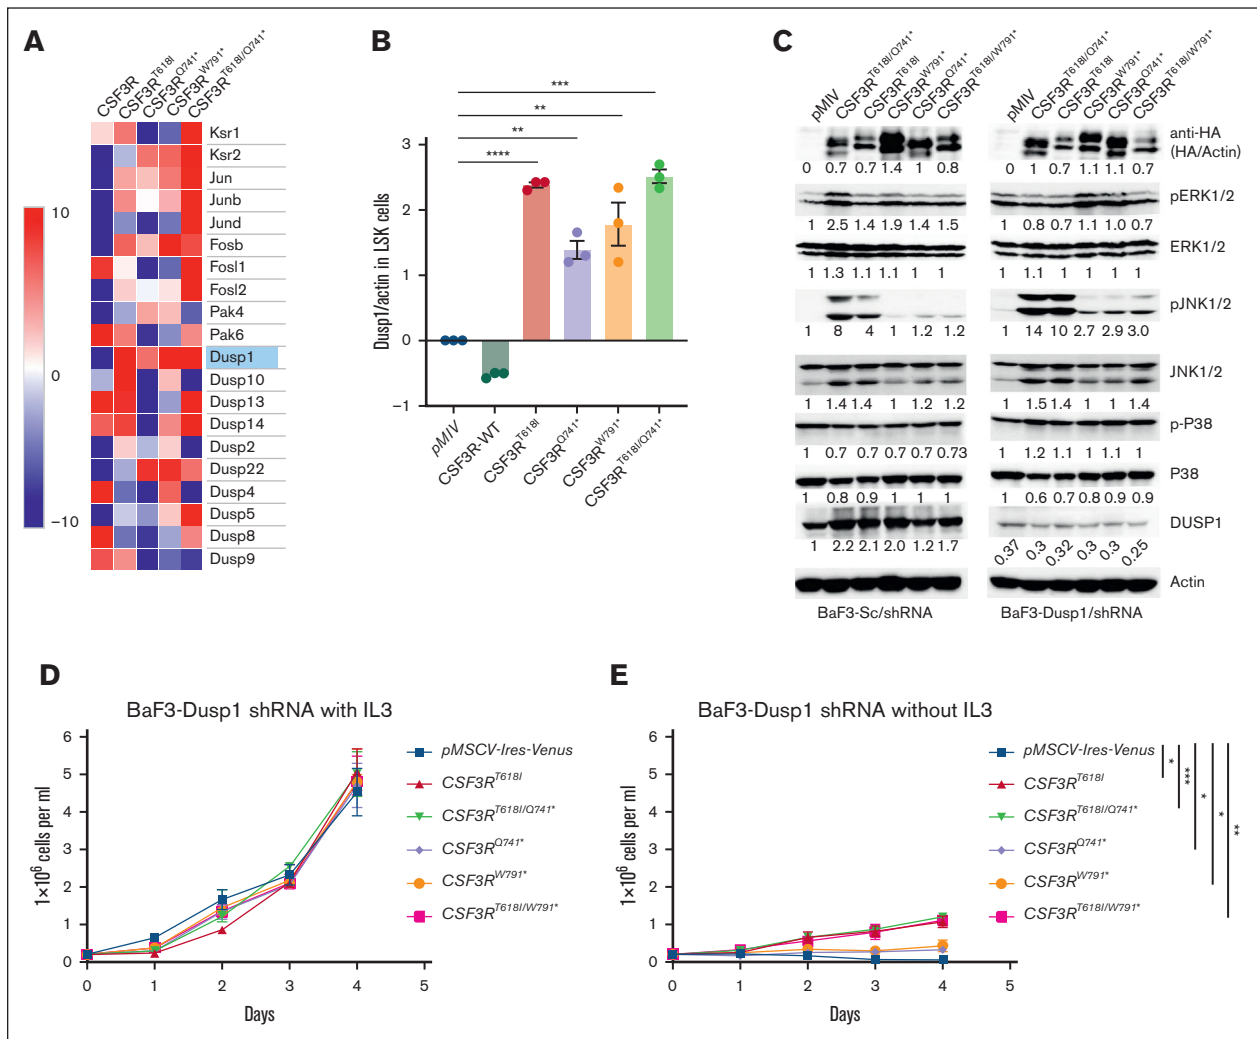 A
CSF3R
CSF3R^T618I
CSF3R^Q741*
CSF3R^W791*
CSF3R^T618I/Q741*
10
0
−10
Ksr1
Ksr2
Jun
Junb
Jund
Fosb
Fosl1
Fosl2
Pak4
Pak6
Dusp1
Dusp10
Dusp13
Dusp14
Dusp2
Dusp22
Dusp4
Dusp5
Dusp8
Dusp9
B
***
**
**
****
Dusp1/actin in LSK cells
3
2
1
0
−1
pMIV
CSF3R-WT
CSF3R^T618I
CSF3R^Q741*
CSF3R^W791*
CSF3R^T618I/Q741*
C
pMIV
CSF3R^T618I/Q741*
CSF3R^T618I
CSF3R^W791*
CSF3R^Q741*
CSF3R^T618I/W791*
pMIV
CSF3R^T618I/Q741*
CSF3R^T618I
CSF3R^W791*
CSF3R^Q741*
CSF3R^T618I/W791*
anti-HA
(HA/Actin)
0 0.7 0.7 1.4 1 0.8
0 1 0.7 1.1 1.1 0.7
pERK1/2
1 2.5 1.4 1.9 1.4 1.5
1 0.8 0.7 1.1 1.0 0.7
ERK1/2
1 1.3 1.1 1.1 1 1
1 1.1 1 1 1 1
pJNK1/2
1 8 4 1 1.2 1.2
1 14 10 2.7 2.9 3.0
JNK1/2
1 1.4 1.4 1 1.2 1.2
1 1.5 1.4 1 1 1.4
p-P38
1 0.7 0.7 0.7 0.7 0.73
1 1.2 1.1 1 1.1 1
P38
1 0.8 0.9 1 1 1
1 0.6 0.7 0.8 0.9 0.9
DUSP1
1 2.2 2.1 2.0 1.2 1.7
0.37 0.3 0.32 0.3 0.3 0.25
Actin
BaF3-Sc/shRNA
BaF3-Dusp1/shRNA
D
BaF3-Dusp1 shRNA with IL3
1×10^6 cells per ml
6
5
4
3
2
1
0
0 1 2 3 4 5
Days
pMSCV-Ires-Venus
CSF3R^T618I
CSF3R^T618I/Q741*
CSF3R^Q741*
CSF3R^W791*
CSF3R^T618I/W791*
E
BaF3-Dusp1 shRNA without IL3
1×10^6 cells per ml
6
5
4
3
2
1
0
0 1 2 3 4 5
Days
pMSCV-Ires-Venus
CSF3R^T618I
CSF3R^T618I/Q741*
CSF3R^Q741*
CSF3R^W791*
CSF3R^T618I/W791*
*
***
*
*
**